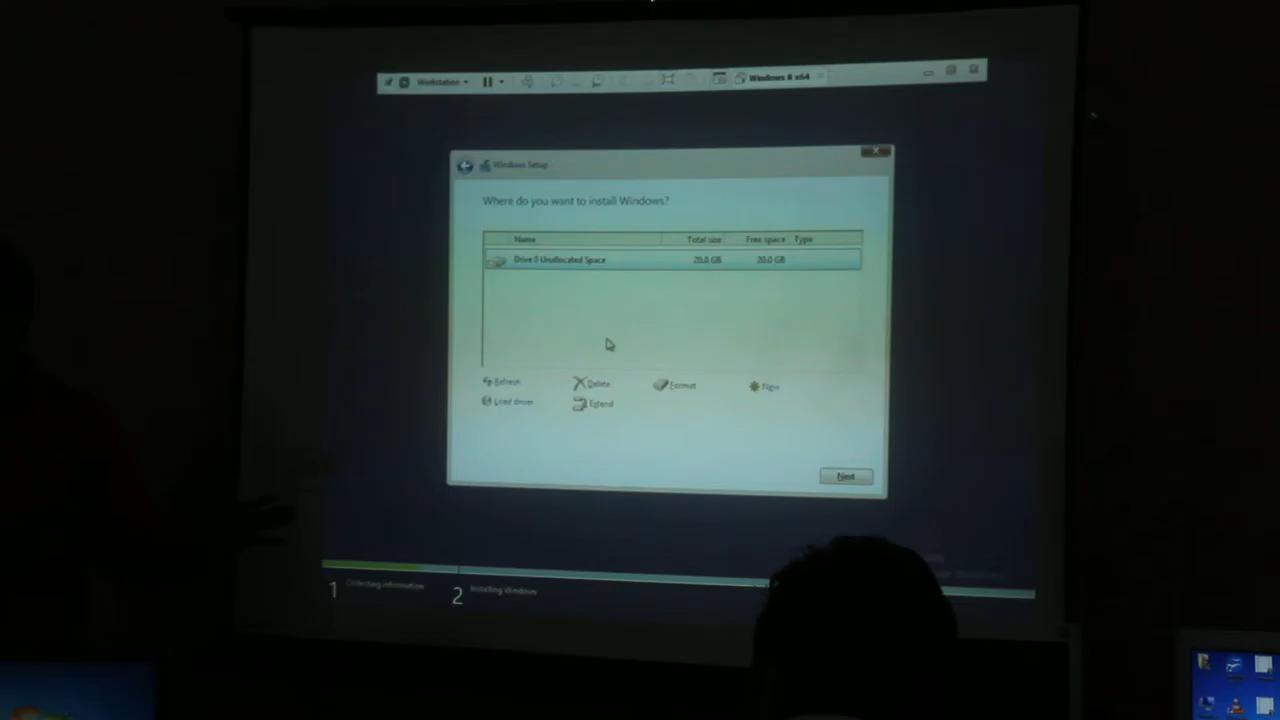 Workstation
Windows 8 x64
Windows Setup
Where do you want to install Windows?
Name Total size Free space Type
Drive 0 Unallocated Space 20.0 GB 20.0 GB
Refresh Delete Format New
Load driver Extend
Next
1 Collecting information 2 Installing Windows